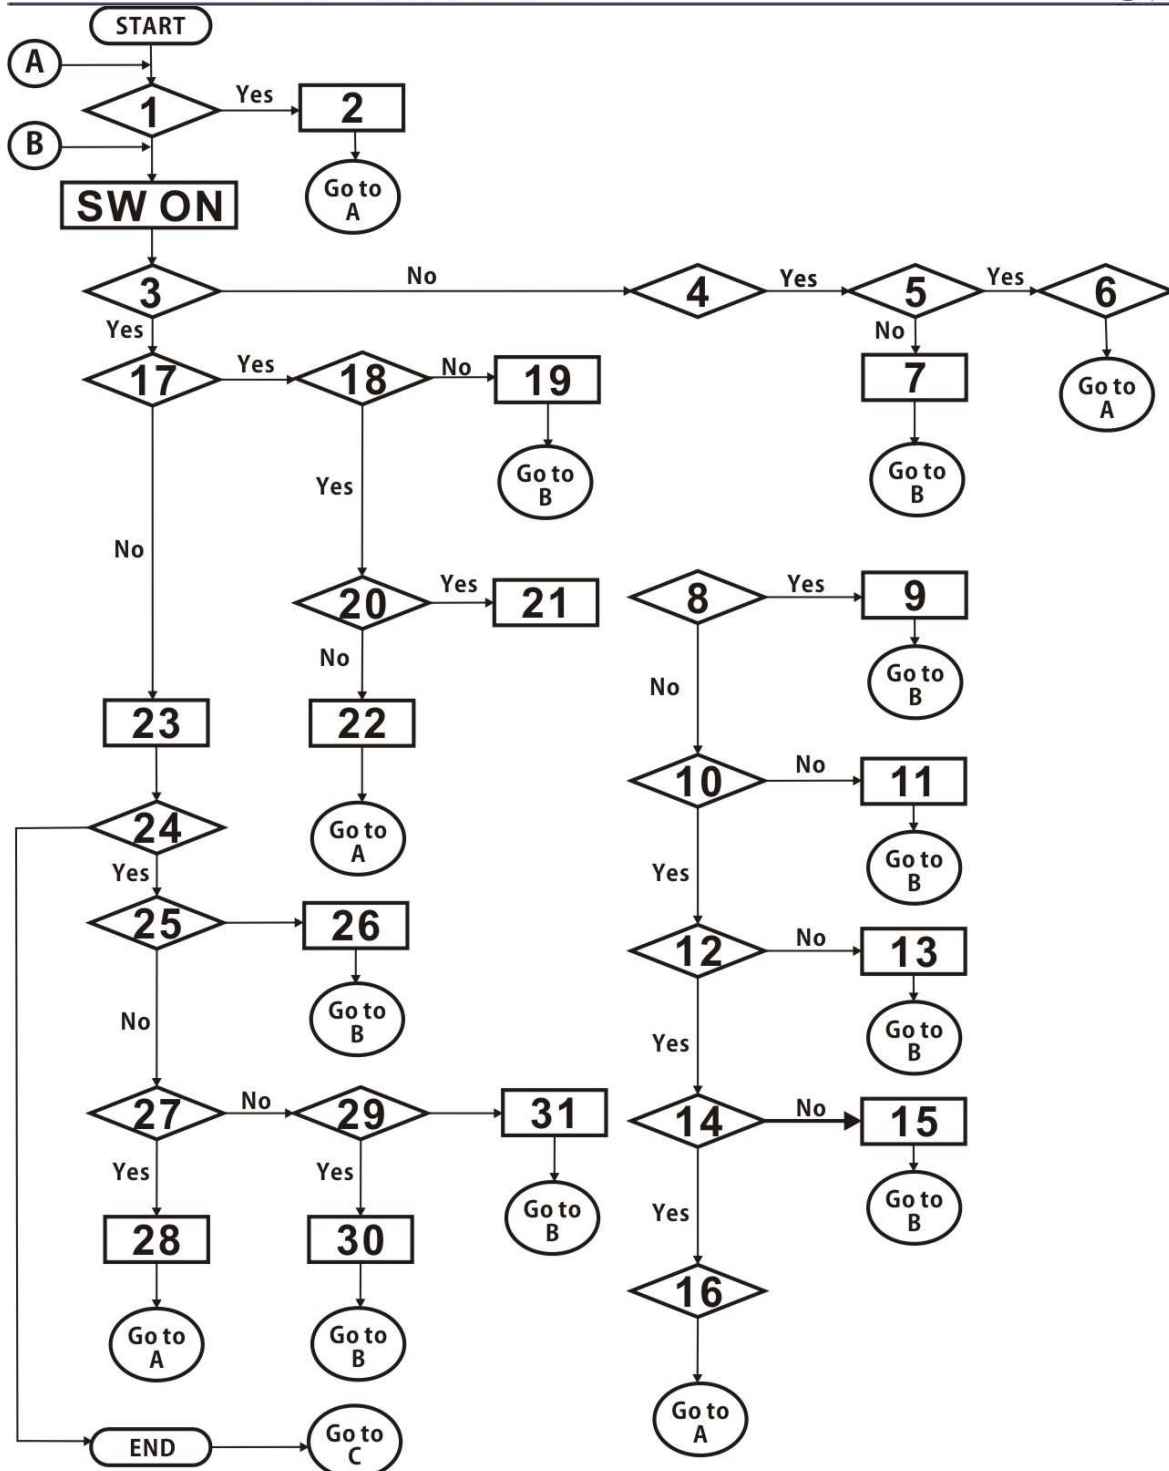 START
A
1
Yes
2
B
Go to
A
SW ON
3
No
4
Yes
5
Yes
6
Yes
No
17
Yes
18
No
19
7
Go to
A
Go to
B
Go to
B
Yes
No
20
Yes
21
8
Yes
9
No
No
Go to
B
23
22
10
No
11
24
Go to
A
Go to
B
Yes
Yes
25
26
12
No
13
Go to
B
No
Go to
B
Yes
27
No
29
31
14
No
15
Yes
Yes
Go to
B
Go to
B
Yes
28
30
16
Go to
A
Go to
B
Go to
A
END
Go to
C